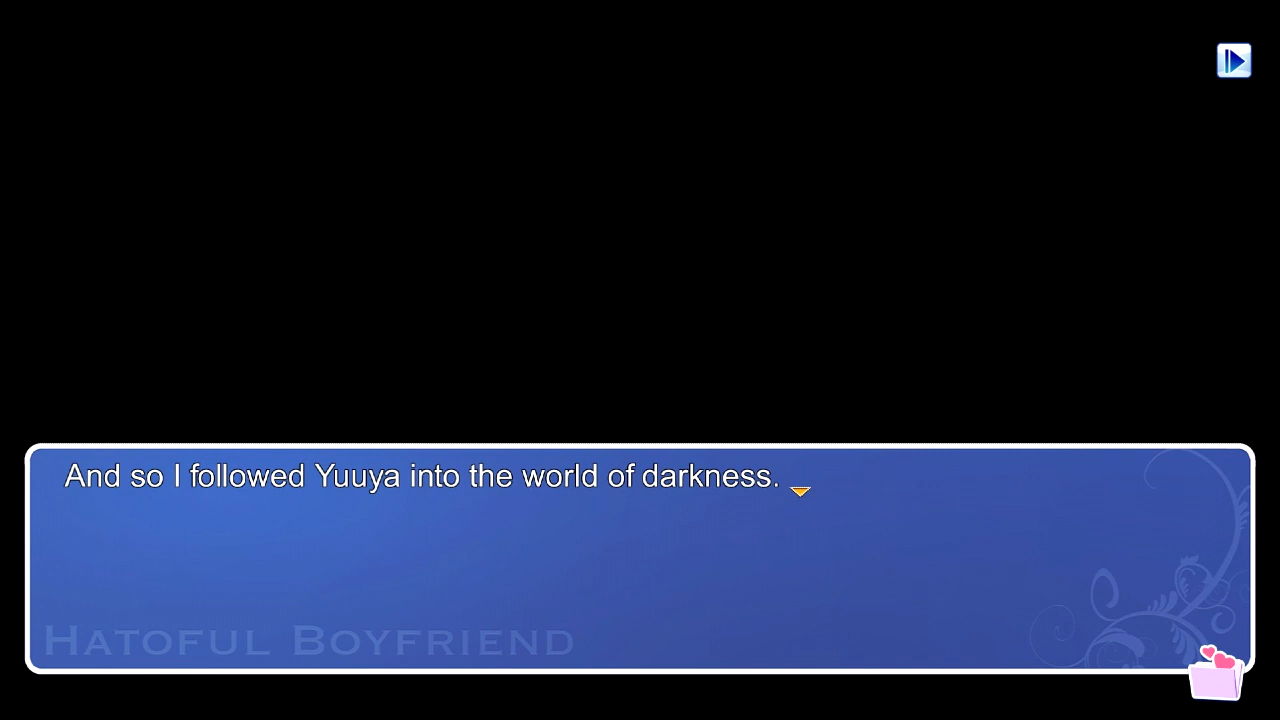 And so I followed Yuuya into the world of darkness.
HATOFUL BOYFRIEND